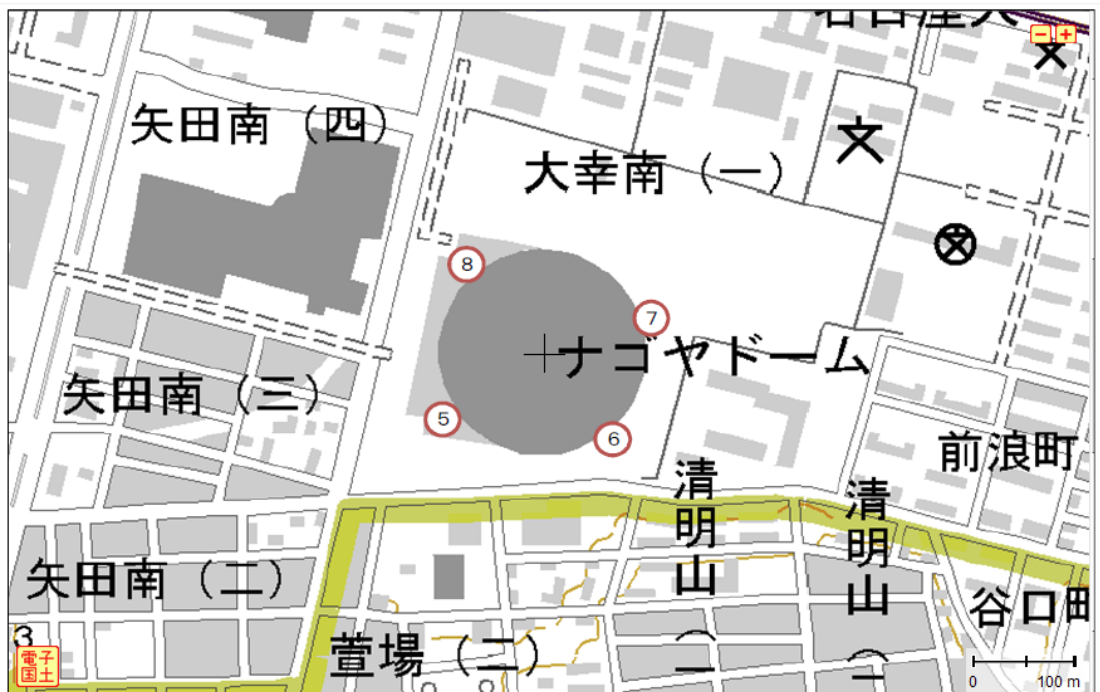 矢田南（四）
大幸南（一）
8
7
ナゴヤドーム
矢田南（三）
5
6
前浪町
清明山（一
清明山（
矢田南（二）
谷口町
萱場（二）
3
電子国土
0
100 m